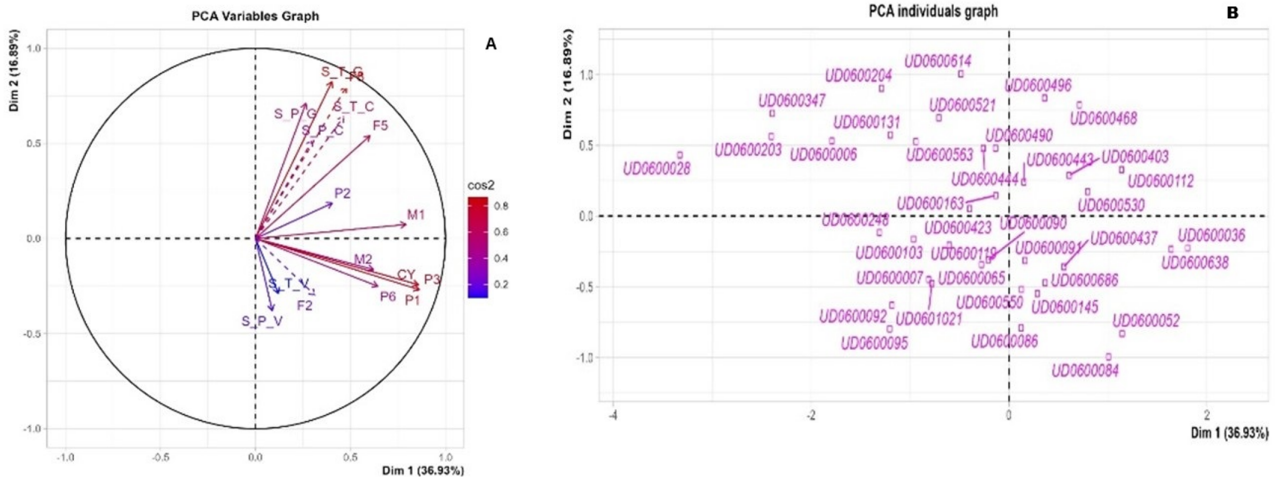 PCA Variables Graph
A
Dim 2 (16.89%)
1.0
0.5
0.0
-0.5
-1.0
-1.0
-0.5
0.0
0.5
1.0
Dim 1 (36.93%)
S_T_G
S_T_C
S_P_G
S_P_C
F5
P2
M1
M2
CY
P3
P6
P1
S_T_V
F2
S_P_V
cos2
0.8
0.6
0.4
0.2
PCA individuals graph
B
Dim 2 (16.89%)
1.0
0.5
0.0
-0.5
-1.0
-4
-2
0
2
Dim 1 (36.93%)
UD0600614
UD0600204
UD0600496
UD0600347
UD0600521
UD0600468
UD0600131
UD0600490
UD0600203
UD0600006
UD0600563
UD0600443
UD0600403
UD0600028
UD0600444
UD0600112
UD0600163
UD0600530
UD0600248
UD0600423
UD0600090
UD0600036
UD0600103
UD0600119
UD0600091
UD0600437
UD0600638
UD0600007
UD0600065
UD0600686
UD0600550
UD0600145
UD0600092
UD0601021
UD0600052
UD0600095
UD0600086
UD0600084